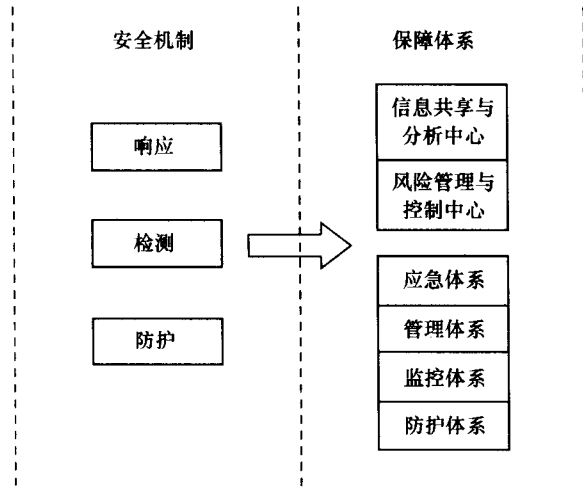 安全机制
响应
检测
防护
保障体系
信息共享与
分析中心
风险管理与
控制中心
应急体系
管理体系
监控体系
防护体系